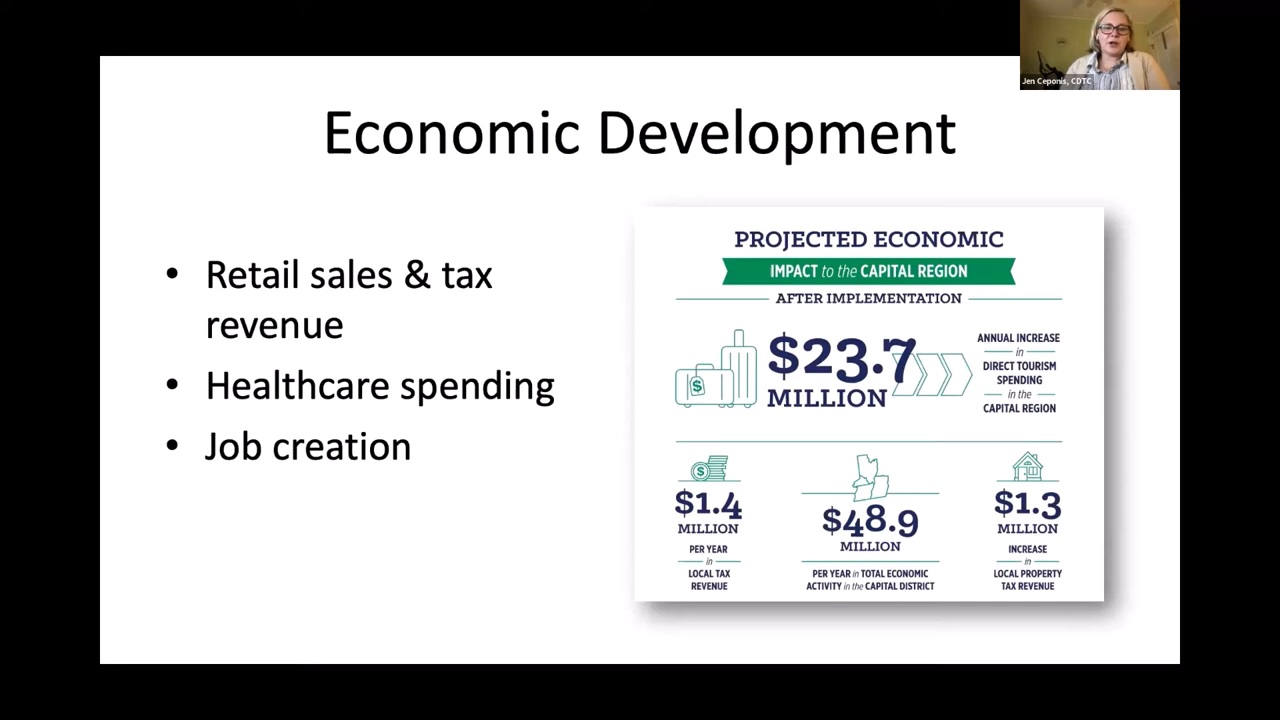 Jen Ceponis, CDTC
Economic Development
• Retail sales & tax
revenue
• Healthcare spending
• Job creation
PROJECTED ECONOMIC
IMPACT to the CAPITAL REGION
AFTER IMPLEMENTATION
$
$23.7
MILLION
ANNUAL INCREASE
in
DIRECT TOURISM
SPENDING
in the
CAPITAL REGION
$
$1.4
MILLION
PER YEAR
in
LOCAL TAX
REVENUE
$48.9
MILLION
PER YEAR in TOTAL ECONOMIC
ACTIVITY in the CAPITAL DISTRICT
$1.3
MILLION
INCREASE
in
LOCAL PROPERTY
TAX REVENUE